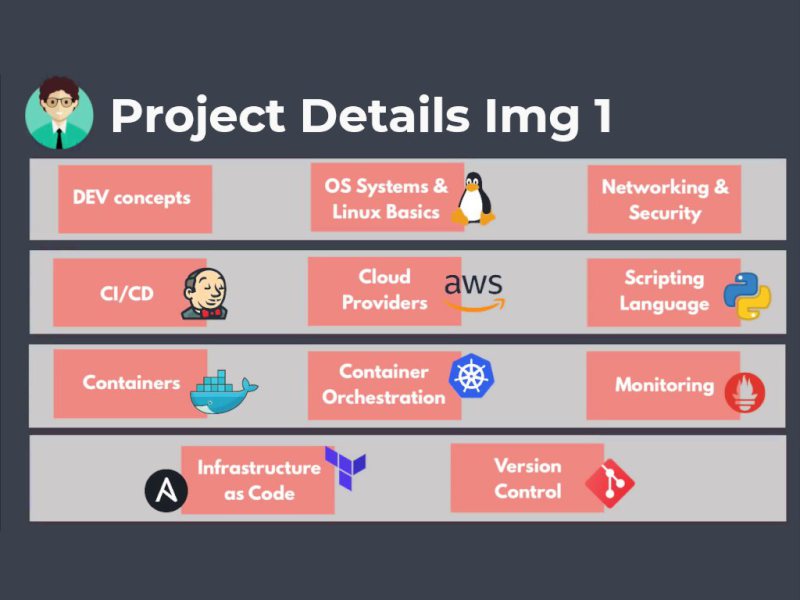 Project Details Img 1
DEV concepts
OS Systems &
Linux Basics
Networking &
Security
CI/CD
Cloud
Providers
aws
Scripting
Language
Containers
Container
Orchestration
Monitoring
Infrastructure
as Code
Version
Control